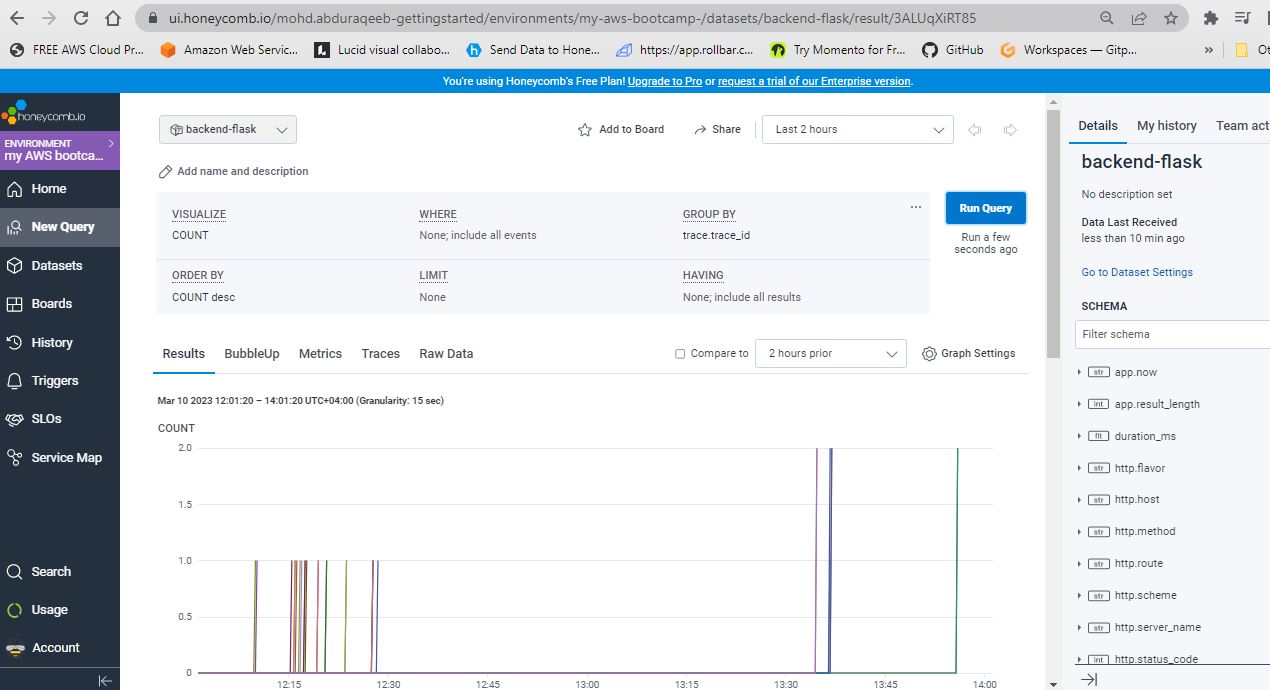 ui.honeycomb.io/mohd.abduraqeeb-gettingstarted/environments/my-aws-bootcamp-/datasets/backend-flask/result/3ALUqXiRT85
FREE AWS Cloud Pr... Amazon Web Servic... Lucid visual collabo... Send Data to Hone... https://app.rollbar.c... Try Momento for Fr... GitHub Workspaces — Gitp... » Ot
You're using Honeycomb's Free Plan! Upgrade to Pro or request a trial of our Enterprise version.
honeycomb.io
ENVIRONMENT
my AWS bootca...
Home
New Query
Datasets
Boards
History
Triggers
SLOs
Service Map
Search
Usage
Account
backend-flask
Add to Board
Share
Last 2 hours
Add name and description
VISUALIZE WHERE GROUP BY
COUNT None; include all events trace.trace_id
ORDER BY LIMIT HAVING
COUNT desc None None; include all results
...
Run Query
Run a few
seconds ago
Results BubbleUp Metrics Traces Raw Data
Compare to 2 hours prior Graph Settings
Mar 10 2023 12:01:20 – 14:01:20 UTC+04:00 (Granularity: 15 sec)
COUNT
2.0
1.5
1.0
0.5
0
12:15 12:30 12:45 13:00 13:15 13:30 13:45 14:00
Details My history Team act
backend-flask
No description set
Data Last Received
less than 10 min ago
Go to Dataset Settings
SCHEMA
Filter schema
str app.now
int app.result_length
flt duration_ms
str http.flavor
str http.host
str http.method
str http.route
str http.scheme
str http.server_name
int http.status_code